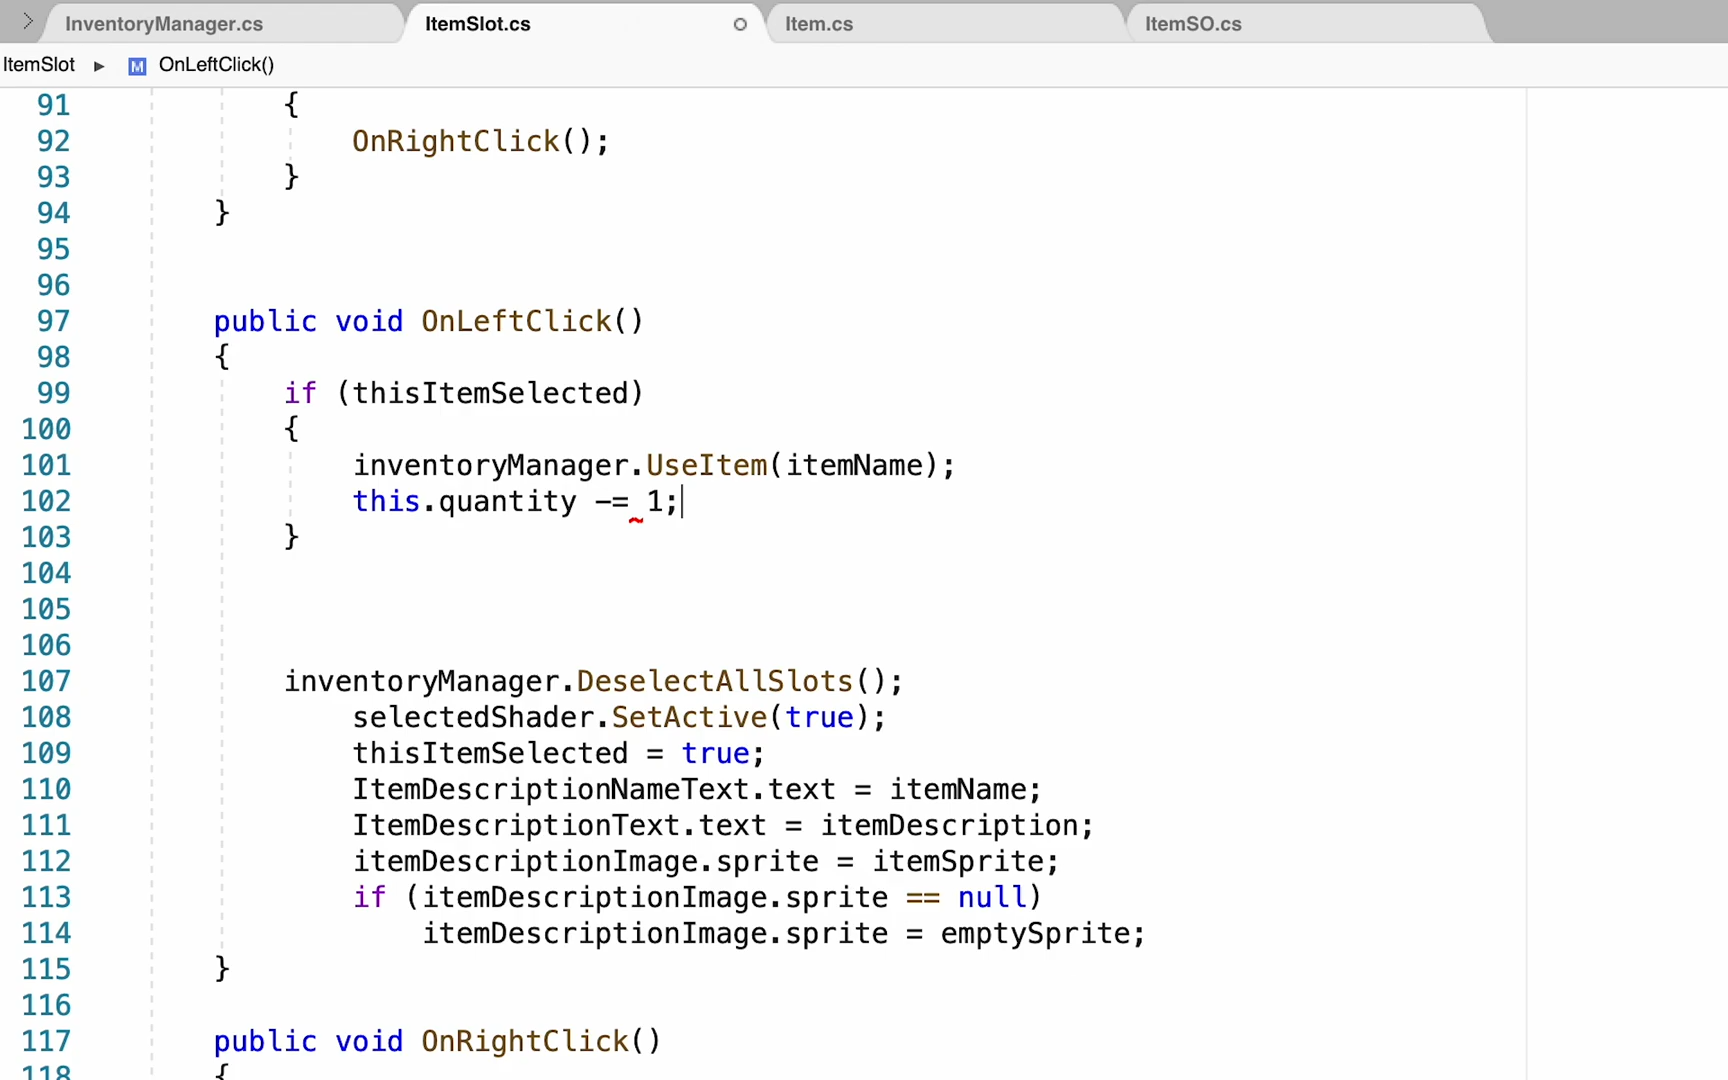 InventoryManager.cs ItemSlot.cs Item.cs ItemSO.cs
ItemSlot ▶ M OnLeftClick()
91 {
92 OnRightClick();
93 }
94 }
95
96
97 public void OnLeftClick()
98 {
99 if (thisItemSelected)
100 {
101 inventoryManager.UseItem(itemName);
102 this.quantity -= 1;
103 }
104
105
106
107 inventoryManager.DeselectAllSlots();
108 selectedShader.SetActive(true);
109 thisItemSelected = true;
110 ItemDescriptionNameText.text = itemName;
111 ItemDescriptionText.text = itemDescription;
112 itemDescriptionImage.sprite = itemSprite;
113 if (itemDescriptionImage.sprite == null)
114 itemDescriptionImage.sprite = emptySprite;
115 }
116
117 public void OnRightClick()
118 {